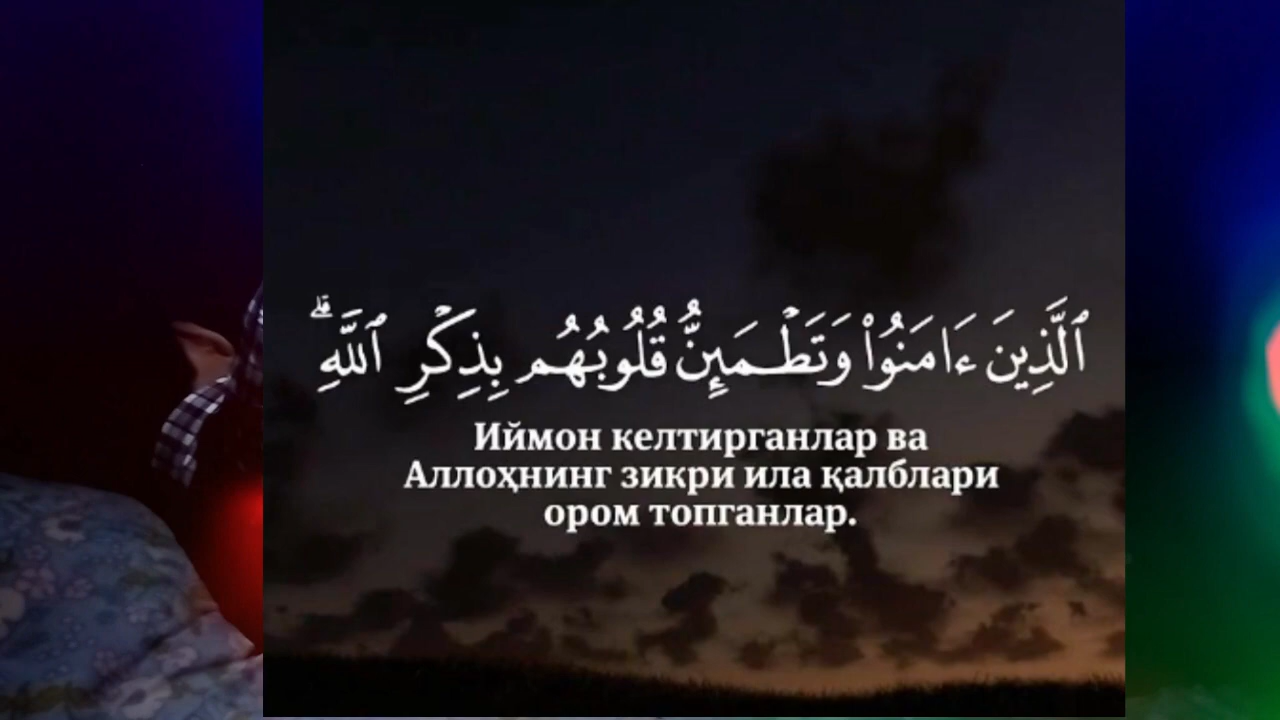 ٱلَّذِينَ ءَامَنُوا۟ وَتَطْمَئِنُّ قُلُوبُهُم بِذِكْرِ ٱللَّهِ ۗ
Иймон келтирганлар ва
Аллоҳнинг зикри ила қалблари
ором топганлар.